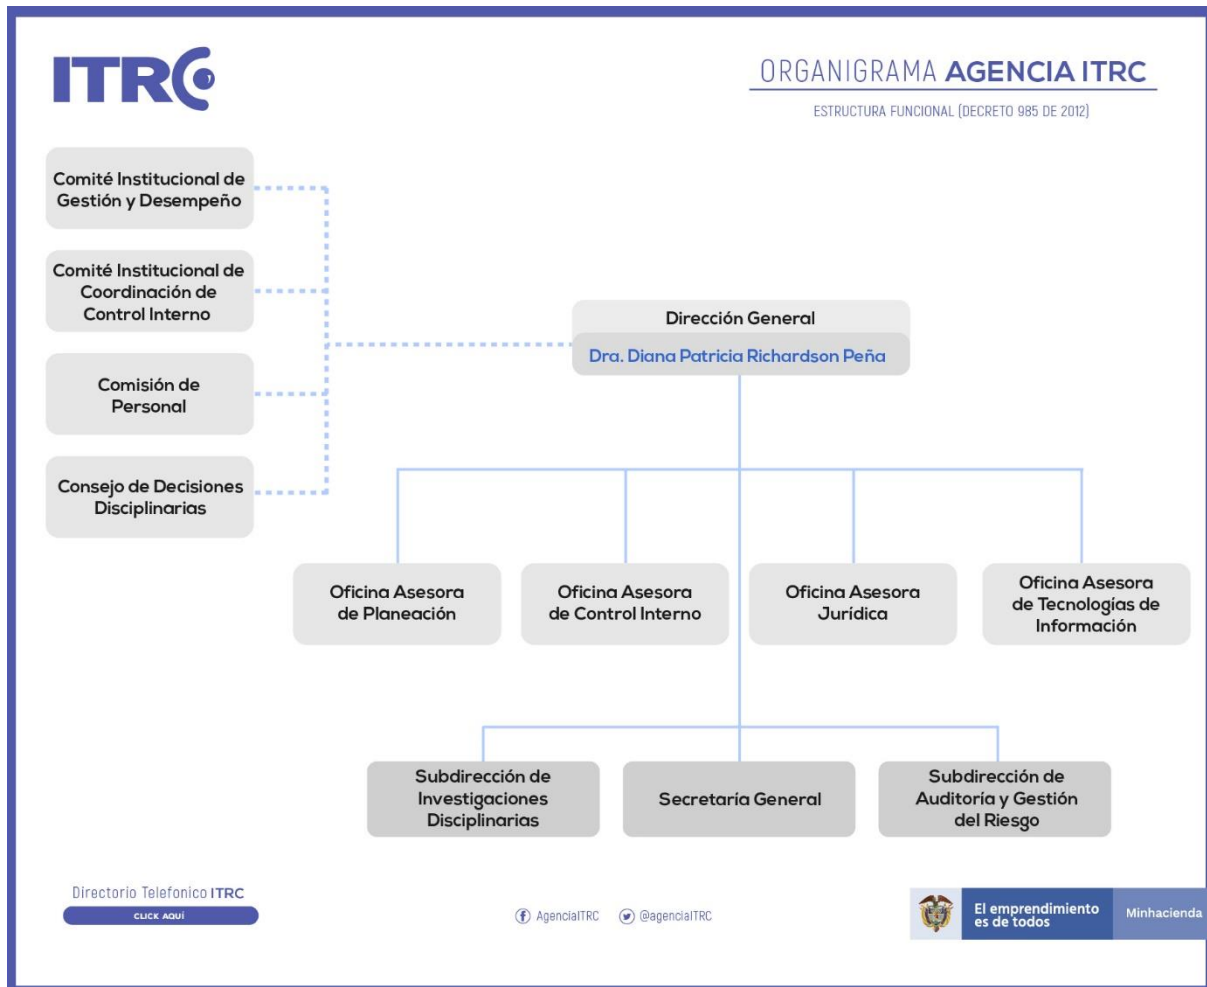 ITRC
ORGANIGRAMA AGENCIA ITRC
ESTRUCTURA FUNCIONAL (DECRETO 985 DE 2012)
Comité Institucional de
Gestión y Desempeño
Comité Institucional de
Coordinación de
Control Interno
Comisión de
Personal
Consejo de Decisiones
Disciplinarias
Dirección General
Dra. Diana Patricia Richardson Peña
Oficina Asesora
de Planeación
Oficina Asesora
de Control Interno
Oficina Asesora
Jurídica
Oficina Asesora
de Tecnologías de
Información
Subdirección de
Investigaciones
Disciplinarias
Secretaría General
Subdirección de
Auditoría y Gestión
del Riesgo
Directorio Telefonico ITRC
CLICK AQUÍ
AgenciaITRC
@agenciaITRC
El emprendimiento
es de todos
Minhacienda